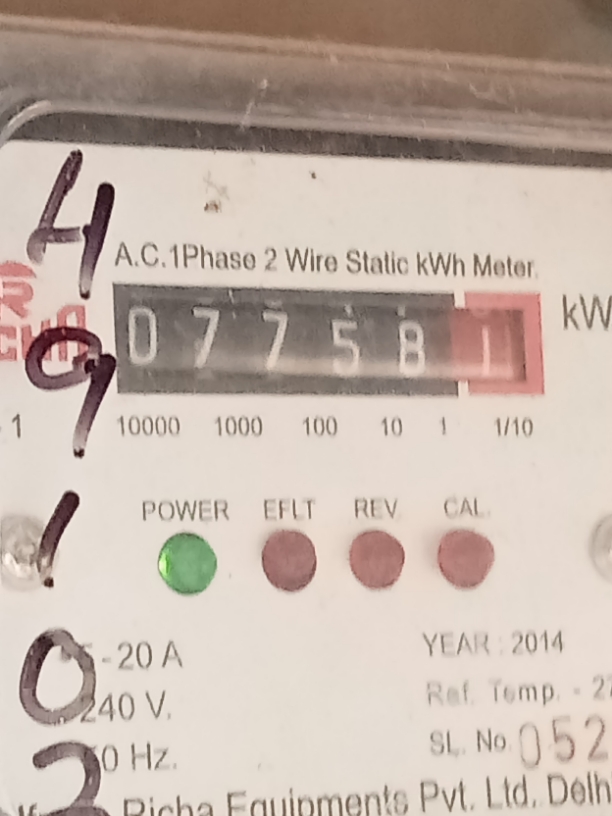 4
A.C.1Phase 2 Wire Static kWh Meter.
0 7 7 5 8 1
kW
9
1
10000 1000 100 10 1 1/10
POWER EFLT REV. CAL.
1
0
-20 A
YEAR : 2014
240 V.
Ref. Temp. - 27
0 Hz.
SL. No. 052
Richa Equipments Pvt. Ltd. Delh